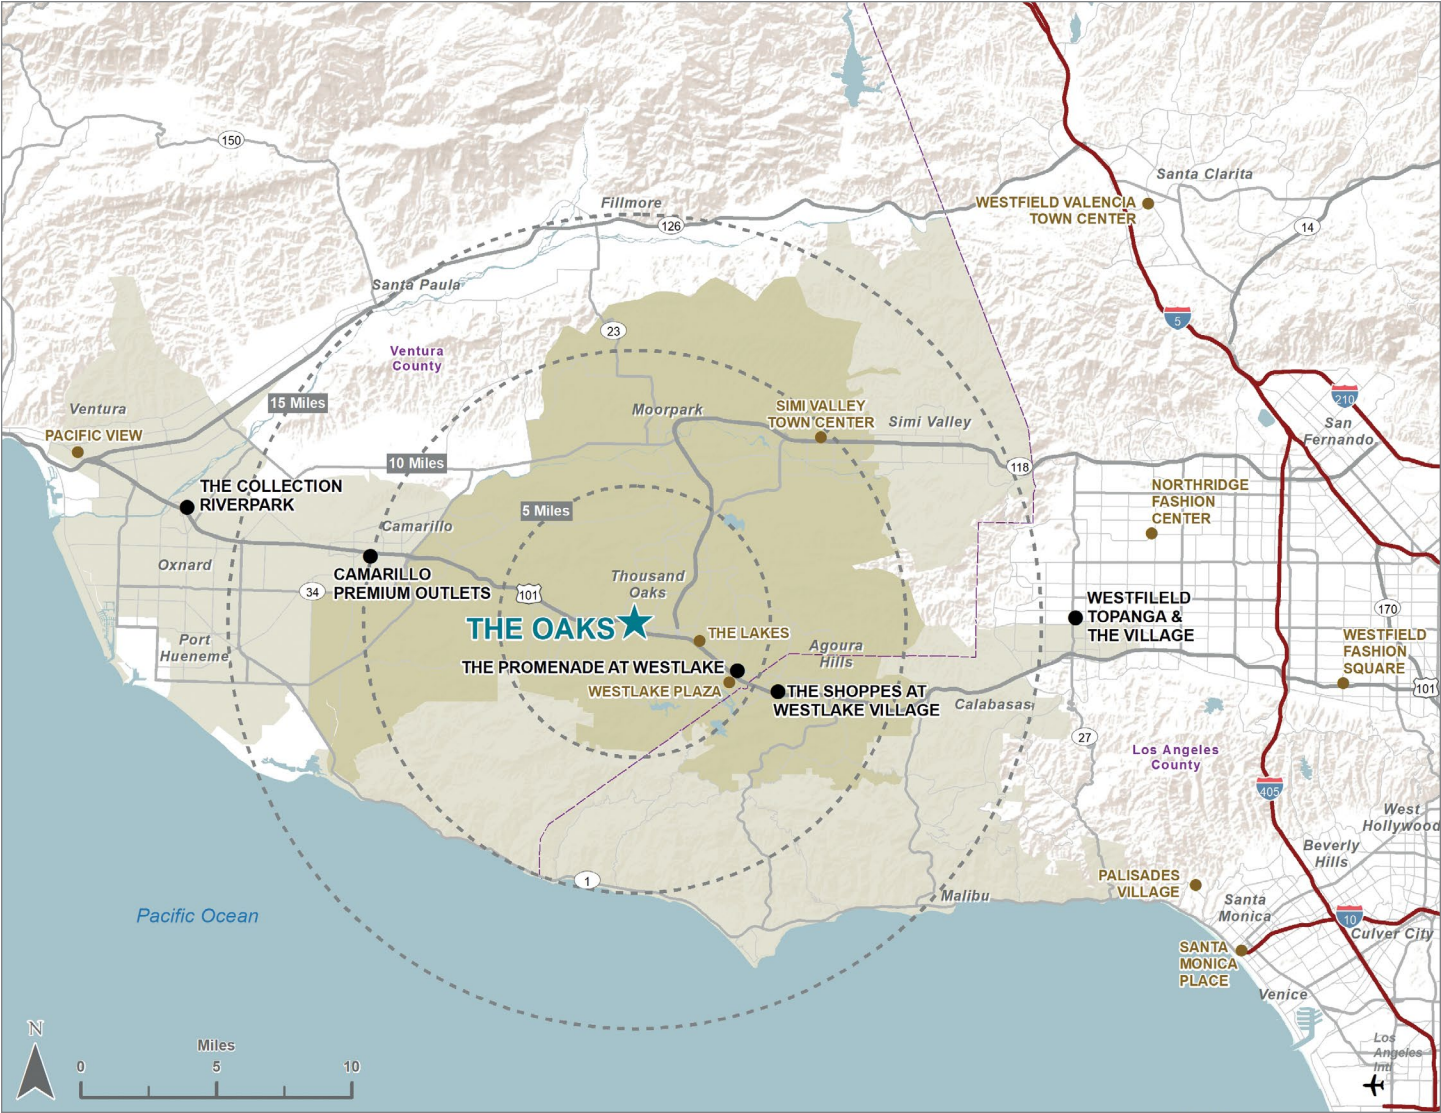 150
Fillmore
126
Santa Clarita
WESTFIELD VALENCIA
TOWN CENTER
14
Santa Paula
5
23
Ventura
County
210
15 Miles
Ventura
PACIFIC VIEW
Moorpark
SIMI VALLEY
TOWN CENTER
Simi Valley
San
Fernando
10 Miles
118
THE COLLECTION
RIVERPARK
5 Miles
NORTHRIDGE
FASHION
CENTER
Camarillo
Oxnard
CAMARILLO
PREMIUM OUTLETS
34
101
Thousand
Oaks
THE OAKS
THE LAKES
WESTFILELD
TOPANGA &
THE VILLAGE
170
Port
Hueneme
Agoura
Hills
WESTFIELD
FASHION
SQUARE
101
THE PROMENADE AT WESTLAKE
WESTLAKE PLAZA
THE SHOPPES AT
WESTLAKE VILLAGE
Calabasas
27
Los Angeles
County
405
West
Hollywood
Beverly
Hills
1
PALISADES
VILLAGE
Malibu
Santa
Monica
10
Culver City
Pacific Ocean
SANTA
MONICA
PLACE
Venice
N
Miles
0 5 10
Los
Angeles
Intl